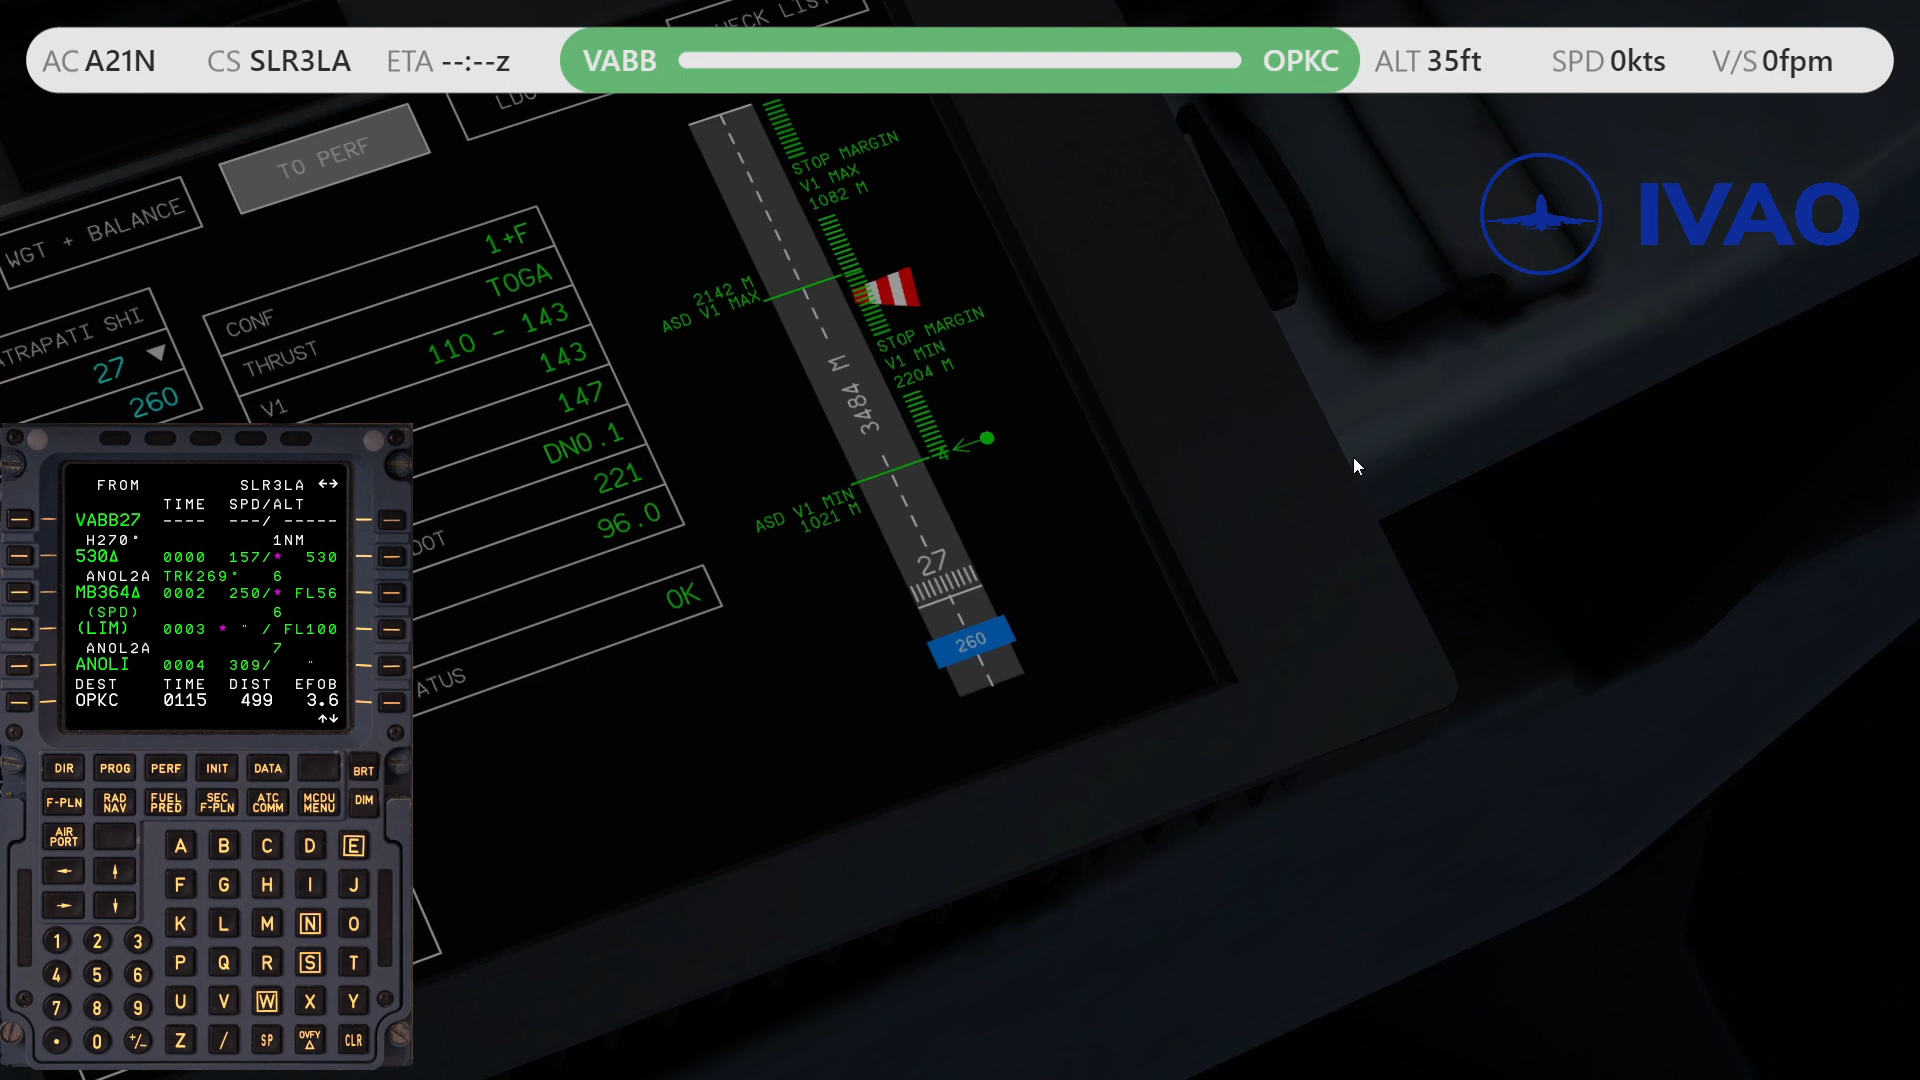 AC A21N CS SLR3LA ETA --:--z VABB OPKC ALT 35ft SPD 0kts V/S 0fpm
IVAO
CHECK LIST
TO PERF
WGT + BALANCE
ATRAPATI SHI
27
260
CONF 1+F
THRUST TOGA
V1 110 - 143
143
147
DN0.1
221
96.0
OK
STOP MARGIN
V1 MAX
1082 M
2142 M
ASD V1 MAX
STOP MARGIN
V1 MIN
2204 M
3484 M
4
ASD V1 MIN
1021 M
27
260
FROM SLR3LA ←→
TIME SPD/ALT
VABB27 ---- ---/ -----
H270° 1NM
530∆ 0000 157/* 530
ANOL2A TRK269° 6
MB364∆ 0002 250/* FL56
(SPD) 6
(LIM) 0003 * " / FL100
ANOL2A 7
ANOLI 0004 309/ "
DEST TIME DIST EFOB
OPKC 0115 499 3.6
↑↓
DIR PROG PERF INIT DATA BRT
F-PLN RAD NAV FUEL PRED SEC F-PLN ATC COMM MCDU MENU DIM
AIR PORT
← ↑
→ ↓
A B C D E
F G H I J
K L M N O
P Q R S T
U V W X Y
Z / SP OVFY ∆ CLR
1 2 3
4 5 6
7 8 9
. 0 +/-